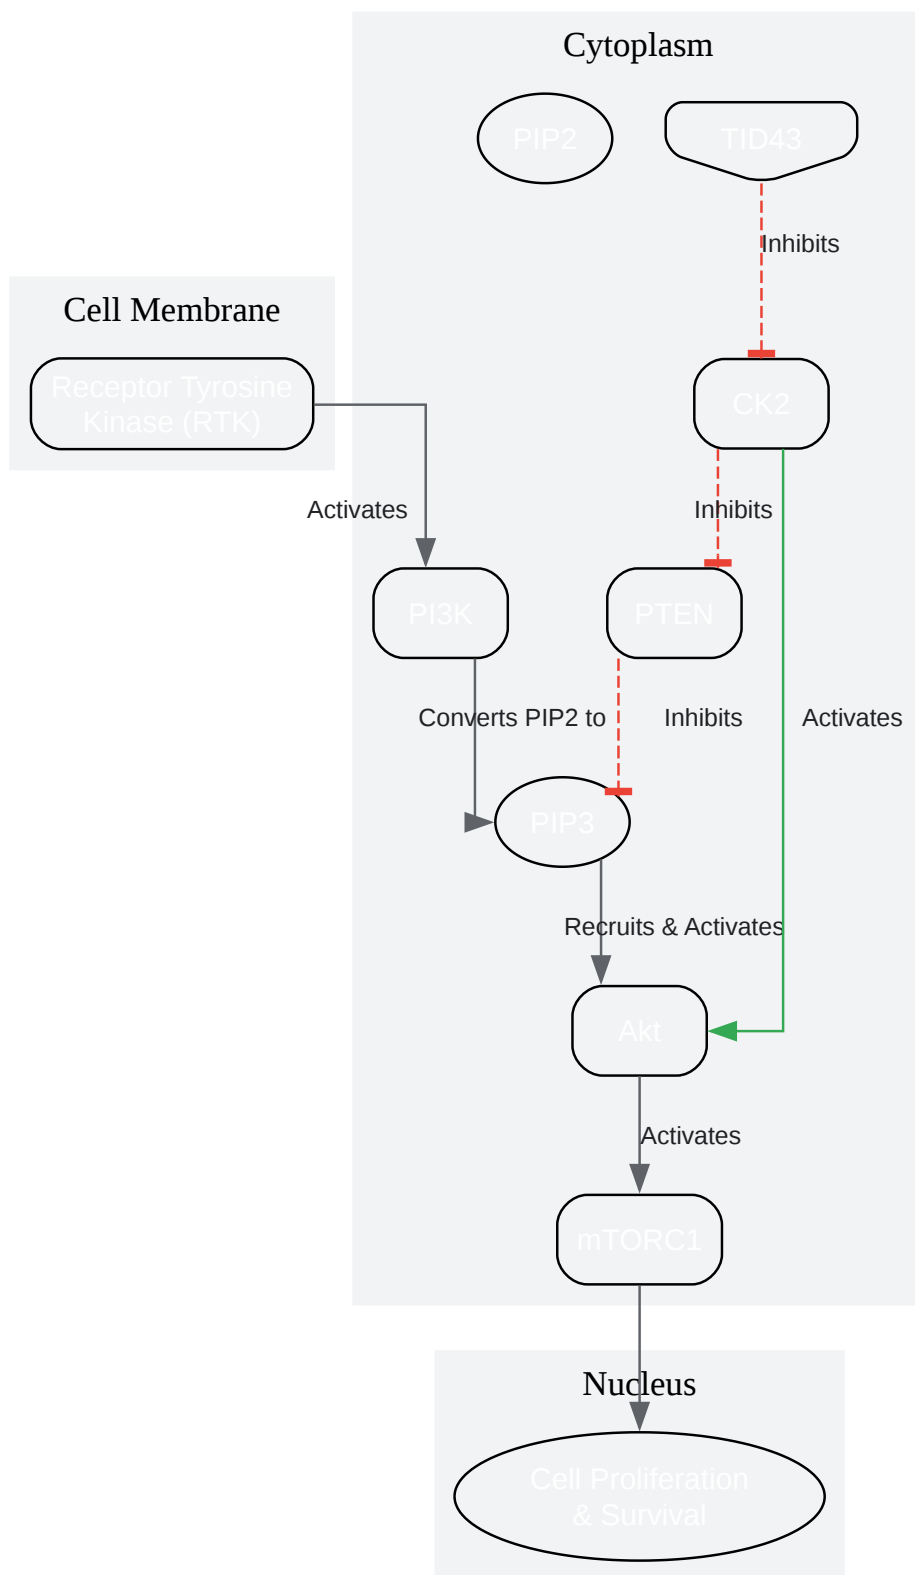 Cytoplasm
PIP2
TID43
Inhibits
Cell Membrane
Receptor Tyrosine
Kinase (RTK)
CK2
Activates
Inhibits
PI3K
PTEN
Converts PIP2 to
Inhibits
Activates
PIP3
Recruits & Activates
Akt
Activates
mTORC1
Nucleus
Cell Proliferation
& Survival